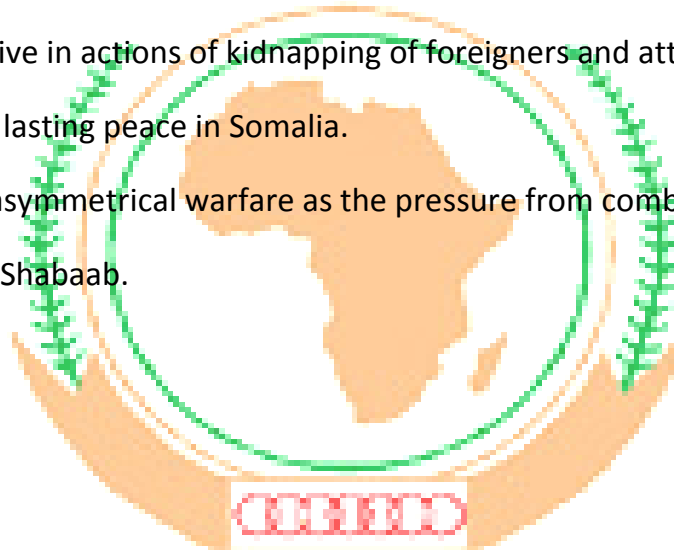 ive in actions of kidnapping of foreigners and att
lasting peace in Somalia.
asymmetrical warfare as the pressure from comb
Shabaab.